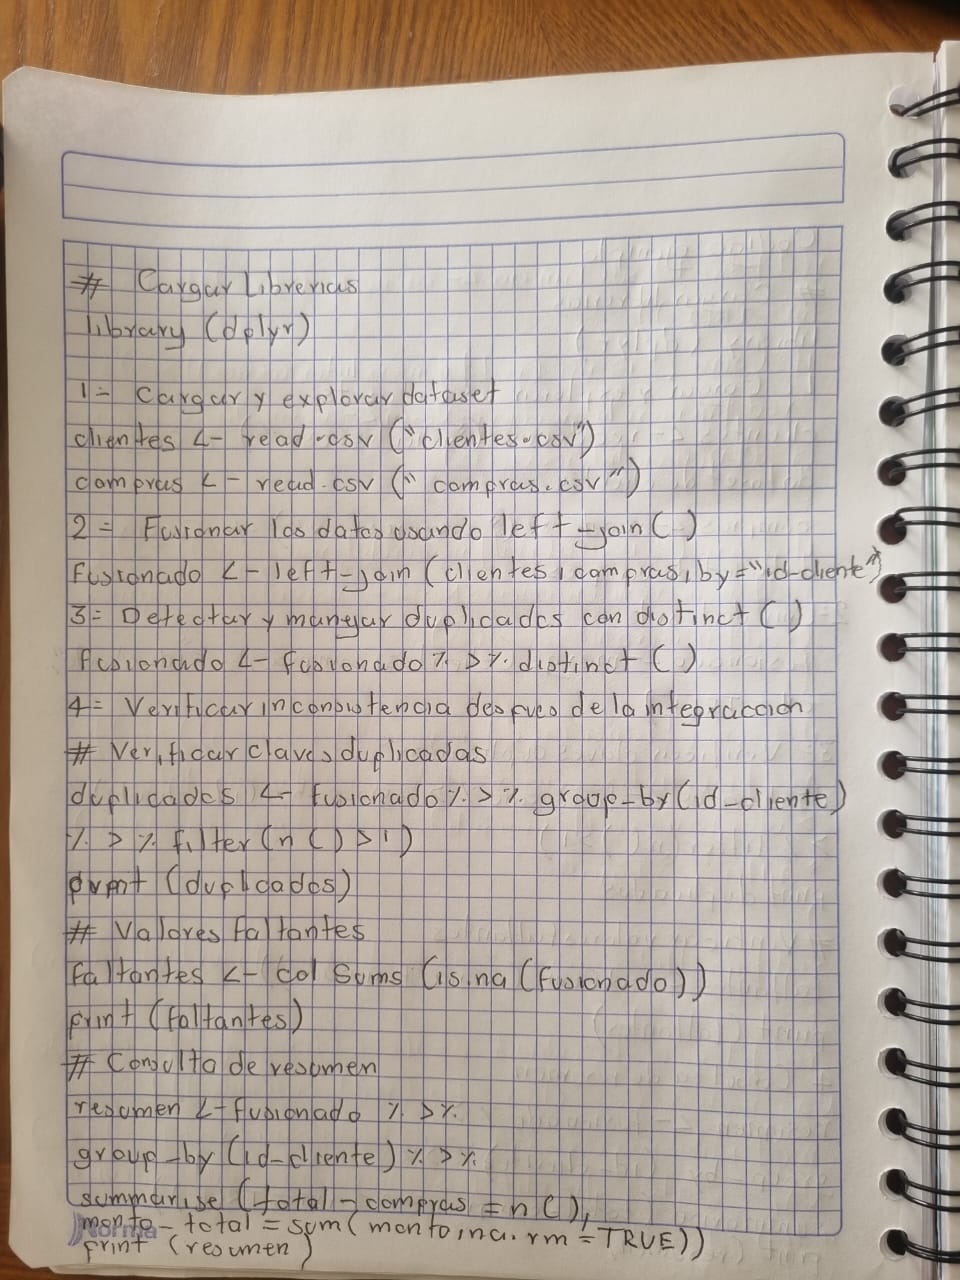 # Cargar Librerias
library (dplyr)
1= Cargar y explorar dataset
clientes <- read.csv ("clientes.csv")
compras <- read.csv ("compras.csv")
2= Fusionar los datos usando left_join ( )
Fusionado <- left_join (clientes, compras, by="id_cliente")
3= Detectar y manejar duplicados con distinct ( )
fusionado <- fusionado %>% distinct ( )
4= Verificar inconsistencia despues de la integraccion
# Verificar claves duplicadas
duplicados <- fusionado %>% group_by (id_cliente)
%>% filter (n ( ) > 1)
print (duplicados)
# Valores Faltantes
Faltantes <- col Sums (is.na (fusionado))
print (faltantes)
# Consulta de resumen
resumen <- fusionado %>%
group_by (id_cliente) %>%
summarise (total_compras = n ( ),
monto_total = sum (monto, na.rm = TRUE))
print (resumen)
Norma